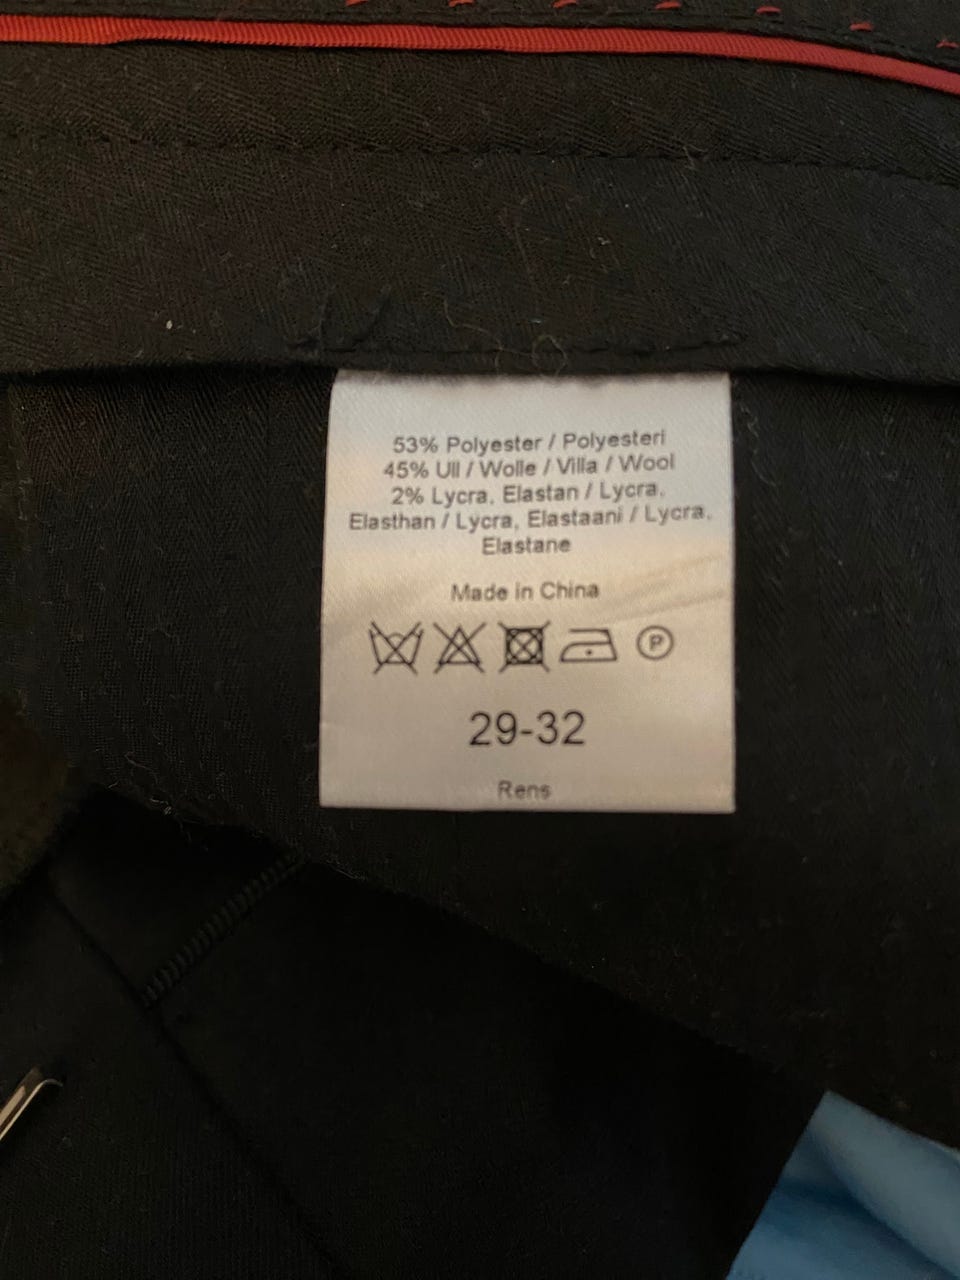 53% Polyester / Polyesteri
45% Ull / Wolle / Villa / Wool
2% Lycra, Elastan / Lycra,
Elasthan / Lycra, Elastaani / Lycra,
Elastane
Made in China
P
29-32
Rens